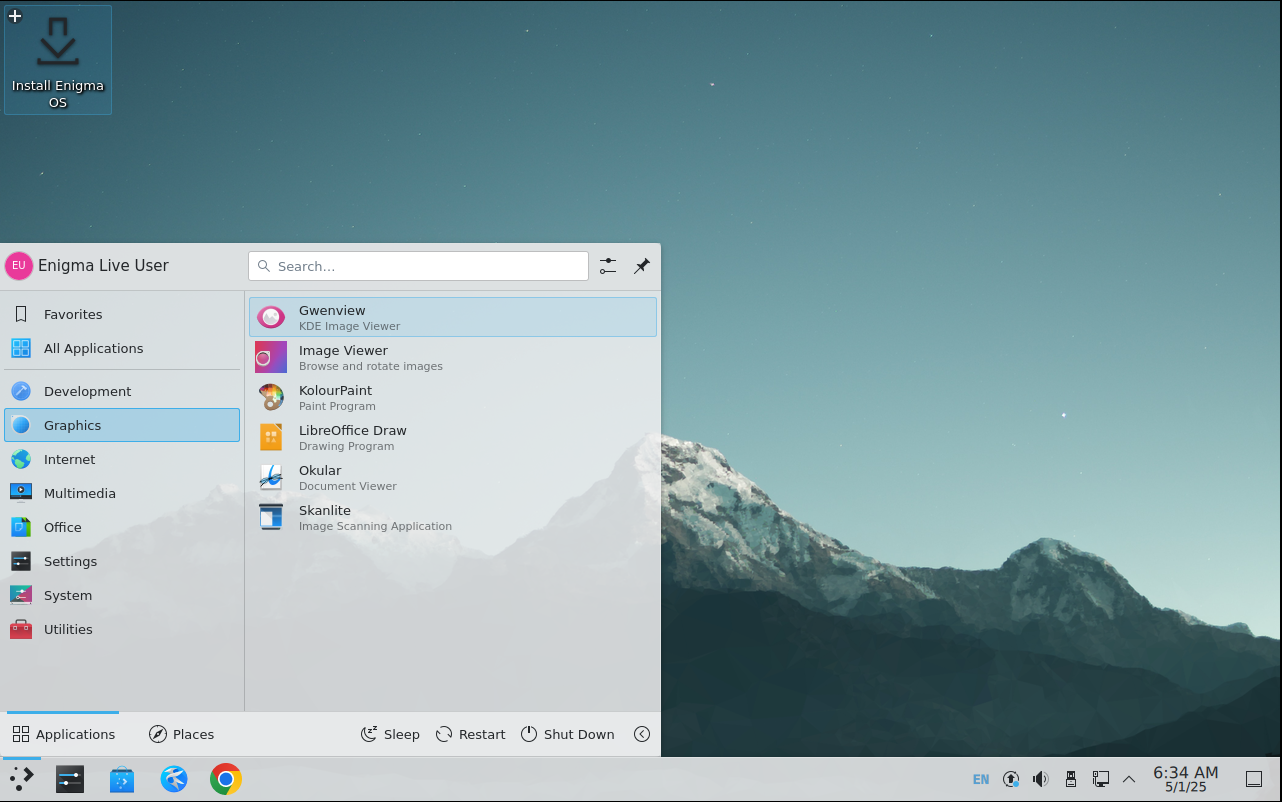 Install Enigma
OS
EU
Enigma Live User
Search...
Favorites
All Applications
Development
Graphics
Internet
Multimedia
Office
Settings
System
Utilities
Gwenview
KDE Image Viewer
Image Viewer
Browse and rotate images
KolourPaint
Paint Program
LibreOffice Draw
Drawing Program
Okular
Document Viewer
Skanlite
Image Scanning Application
Applications
Places
Sleep
Restart
Shut Down
EN
6:34 AM
5/1/25